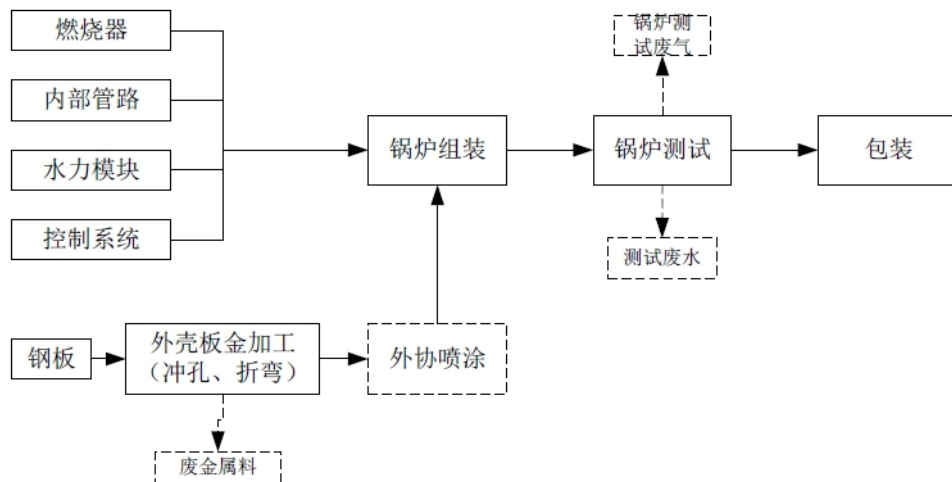 燃烧器
内部管路
水力模块
控制系统
锅炉组装
锅炉测
试废气
锅炉测试
测试废水
包装
钢板
外壳板金加工
（冲孔、折弯）
外协喷涂
废金属料